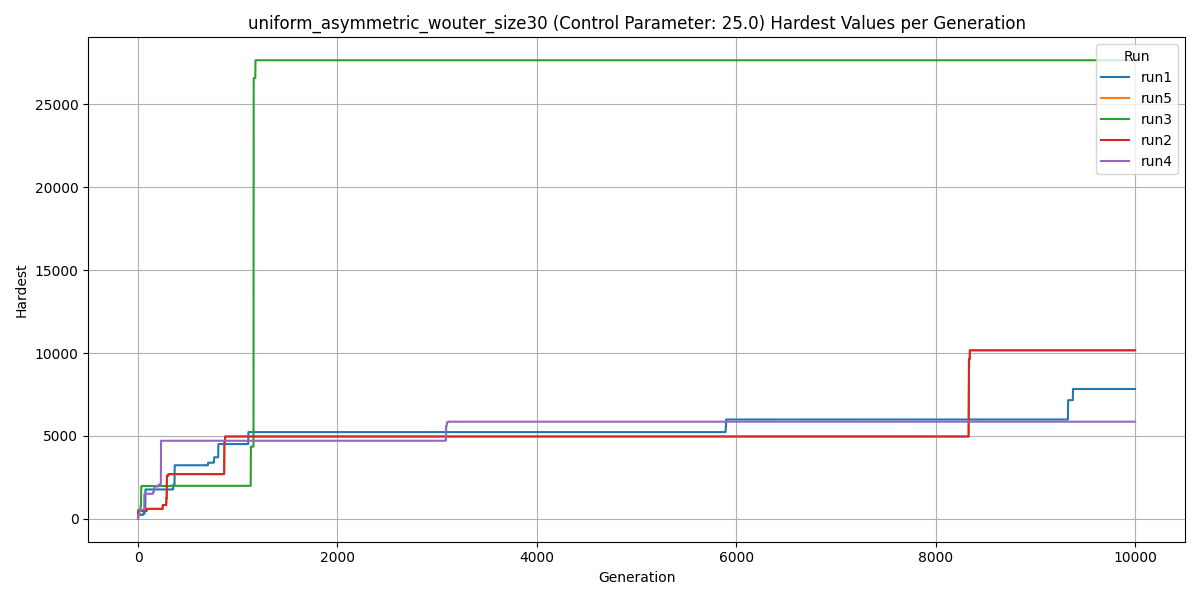 uniform_asymmetric_wouter_size30 (Control Parameter: 25.0) Hardest Values per Generation
Run
run1
run5
run3
run2
run4
25000
20000
15000
10000
5000
0
Hardest
0 2000 4000 6000 8000 10000
Generation